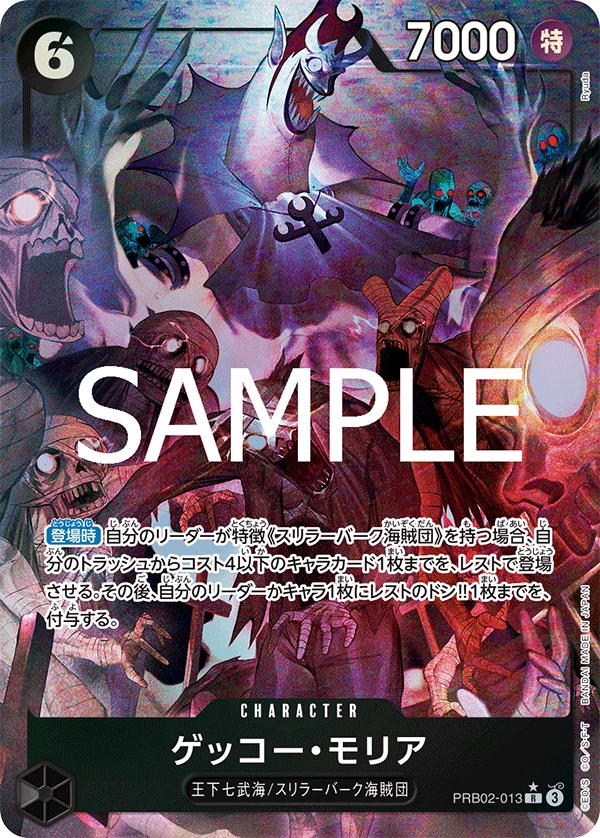 6
7000 特
Ryuda
SAMPLE
登場時 自分のリーダーが特徴《スリラーバーク海賊団》を持つ場合、自
分のトラッシュからコスト4以下のキャラカード1枚までを、レストで登場
させる。その後、自分のリーダーかキャラ1枚にレストのドン!!1枚までを、
付与する。
CHARACTER
ゲッコー・モリア
王下七武海/スリラーバーク海賊団
PRB02-013 R 3
©EO/S ©O/S·F·T BANDAI MADE IN JAPAN